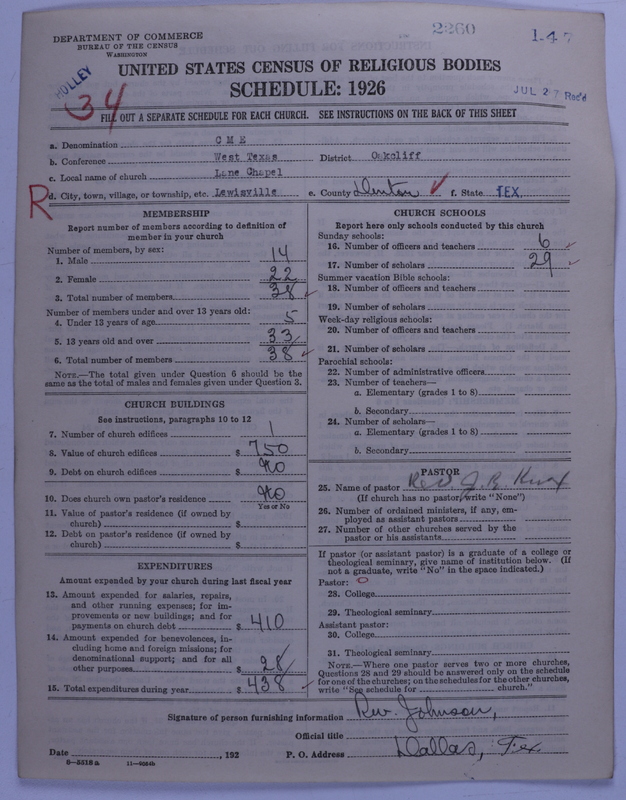 2260
1-4-7
DEPARTMENT OF COMMERCE
BUREAU OF THE CENSUS
WASHINGTON
HOLLEY
34
UNITED STATES CENSUS OF RELIGIOUS BODIES
SCHEDULE: 1926
JUL 27 Rec'd
FILL OUT A SEPARATE SCHEDULE FOR EACH CHURCH. SEE INSTRUCTIONS ON THE BACK OF THIS SHEET
a. Denomination C M E
b. Conference West Texas District Oakcliff
c. Local name of church Lane Chapel
R d. City, town, village, or township, etc. Lewisville e. County Denton ✓ f. State TEX.
MEMBERSHIP
Report number of members according to definition of
member in your church
Number of members, by sex:
1. Male 14
2. Female 22
3. Total number of members 38 ✓
Number of members under and over 13 years old:
4. Under 13 years of age 5
5. 13 years old and over 33
6. Total number of members 38 ✓
NOTE.—The total given under Question 6 should be
same as the total of males and females given under Question 3.
CHURCH BUILDINGS
See instructions, paragraphs 10 to 12
7. Number of church edifices 1
8. Value of church edifices $ 750
9. Debt on church edifices $ No
10. Does church own pastor's residence No
Yes or No
11. Value of pastor's residence (if owned by
church) $
12. Debt on pastor's residence (if owned by
church) $
EXPENDITURES
Amount expended by your church during last fiscal year
13. Amount expended for salaries, repairs,
and other running expenses; for im-
provements or new buildings; and for
payments on church debt $ 410
14. Amount expended for benevolences, in-
cluding home and foreign missions; for
denominational support; and for all
other purposes $ 28
15. Total expenditures during year $ 438 ✓
CHURCH SCHOOLS
Report here only schools conducted by this church
Sunday schools:
16. Number of officers and teachers 6 ✓
17. Number of scholars 29 ✓
Summer vacation Bible schools:
18. Number of officers and teachers
19. Number of scholars
Week-day religious schools:
20. Number of officers and teachers
21. Number of scholars
Parochial schools:
22. Number of administrative officers
23. Number of teachers—
a. Elementary (grades 1 to 8)
b. Secondary
24. Number of scholars—
a. Elementary (grades 1 to 8)
b. Secondary
PASTOR
25. Name of pastor Rev. J. R.
(If church has no pastor, write "None")
26. Number of ordained ministers, if any, em-
ployed as assistant pastors
27. Number of other churches served by the
pastor or his assistants
If pastor (or assistant pastor) is a graduate of a college or
theological seminary, give name of institution below. (If
not a graduate, write "No" in the space indicated.)
Pastor: O
28. College
29. Theological seminary
Assistant pastor:
30. College
31. Theological seminary
NOTE.—Where one pastor serves two or more churches,
Questions 28 and 29 should be answered only on the schedule
for one of the churches; on the schedules for the other churches,
write "See schedule for church."
Signature of person furnishing information Rev. Johnson,
Official title
Date , 192 P. O. Address Dallas, Tex
8-5518 a 11-9064b